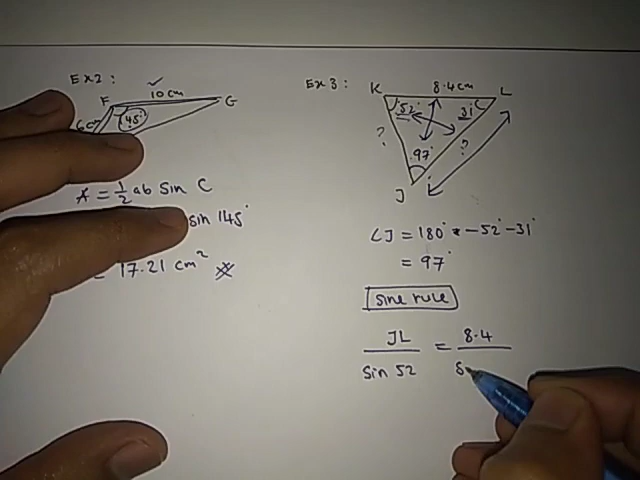 Ex2:
10cm
F
G
6cm
145°
A = 1/2 ab sin C
sin 145°
= 17.21 cm²
Ex3:
K 8.4cm L
52° 31°
? ?
97°
J
∠J = 180° - 52° - 31°
= 97°
sine rule
JL = 8.4
sin 52 s